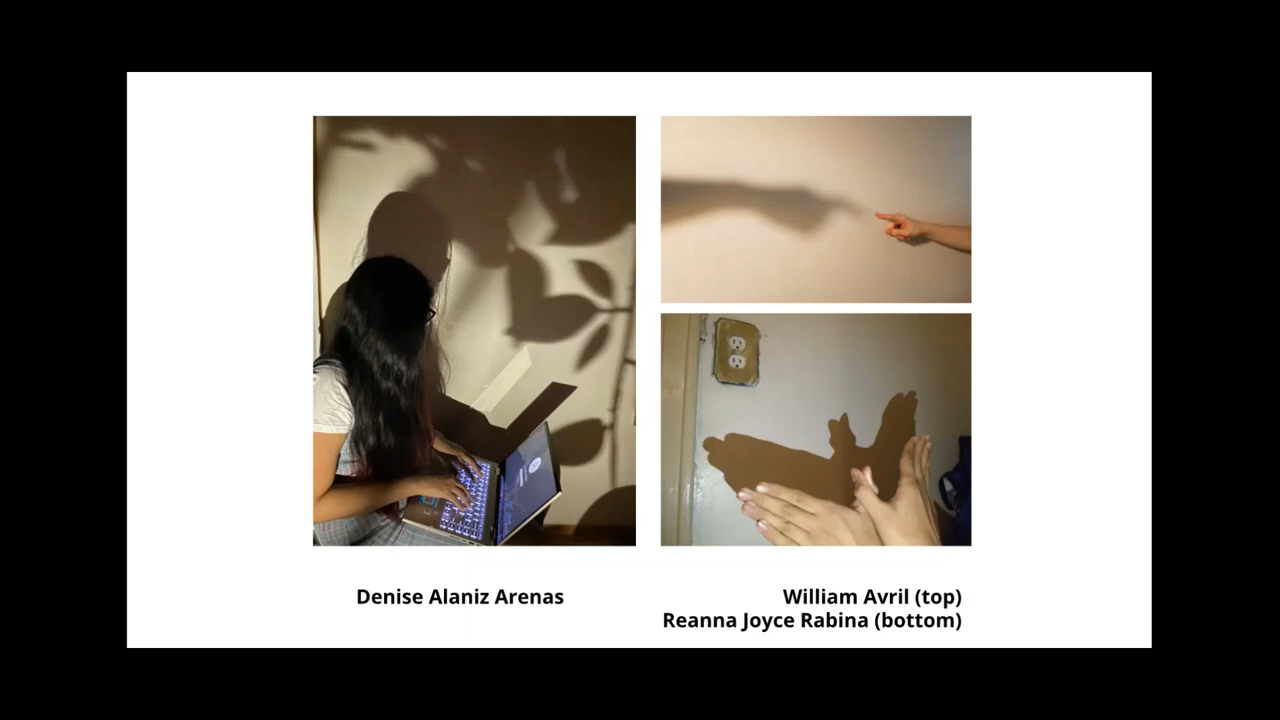 Denise Alaniz Arenas
William Avril (top)
Reanna Joyce Rabina (bottom)